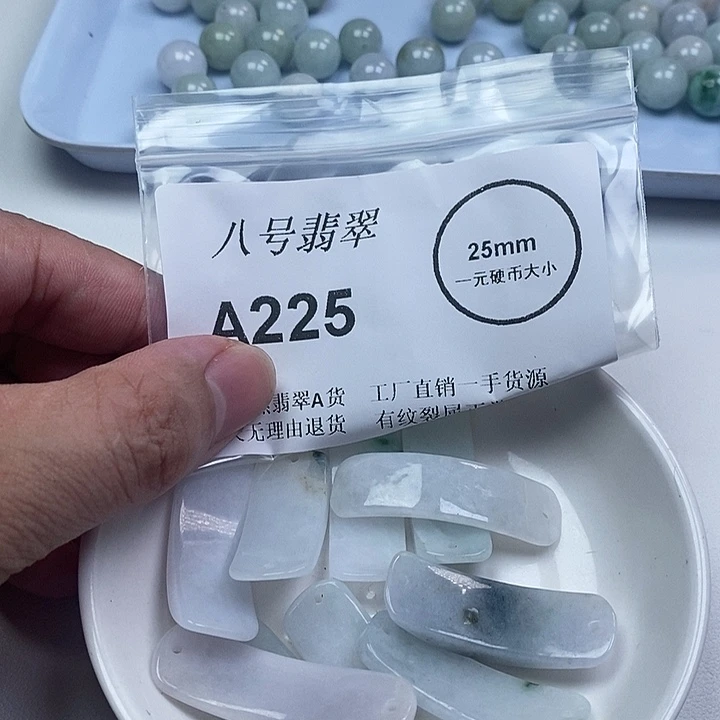 八号翡翠
25mm
一元硬币大小
A225
翡翠A货 工厂直销一手货源
无理由退货 有纹裂属